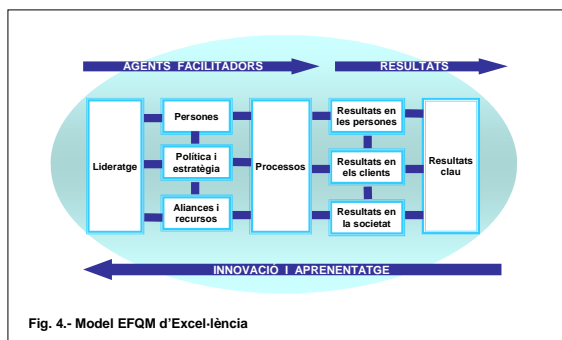 AGENTS FACILITADORS
RESULTATS
Lideratge
Persones
Política i
estratègia
Aliances i
recursos
Processos
Resultats en
les persones
Resultats en
els clients
Resultats en
la societat
Resultats
clau
INNOVACIÓ I APRENENTATGE
Fig. 4.- Model EFQM d'Excel·lència